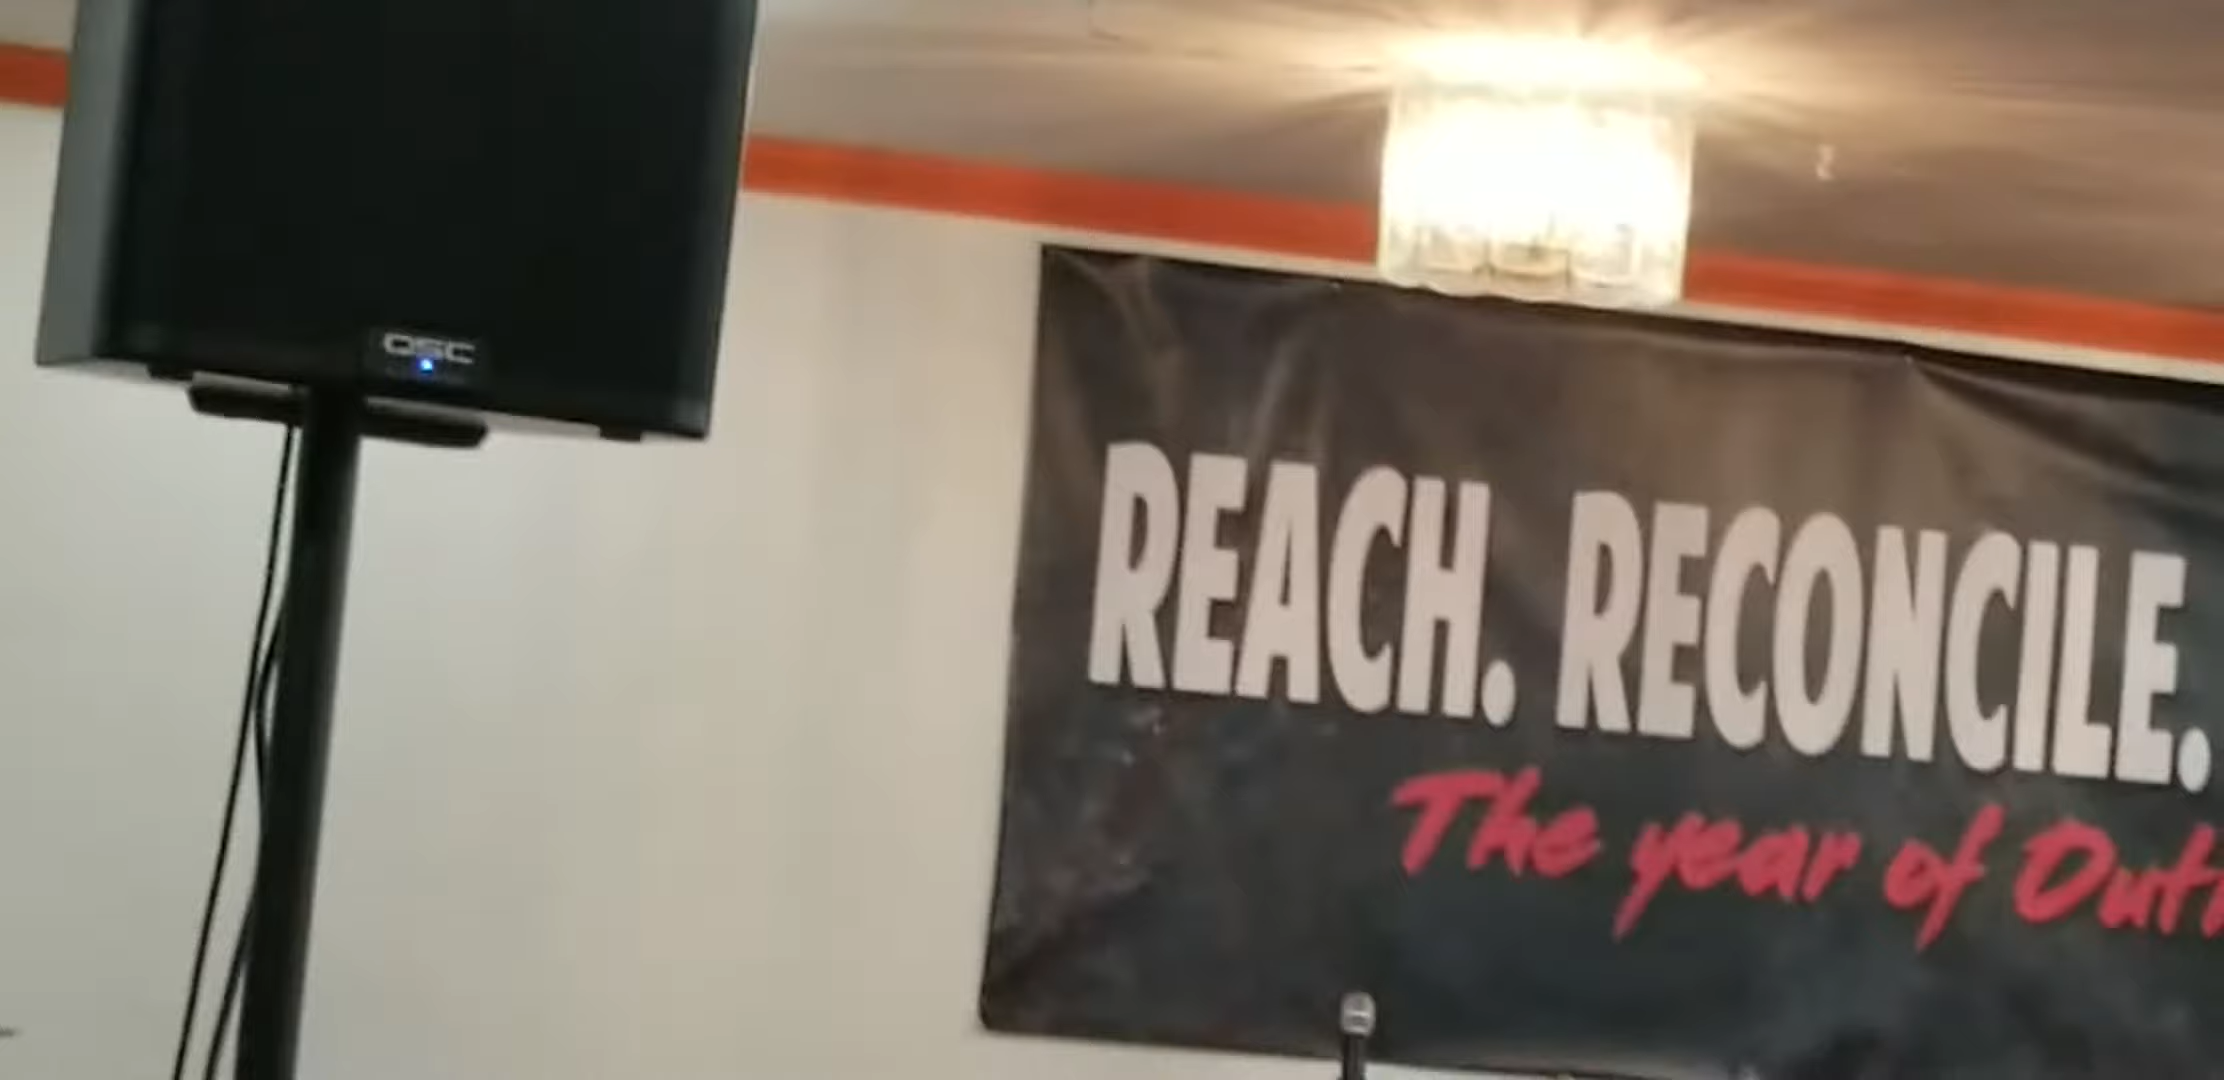 QSC
REACH. RECONCILE.
The year of